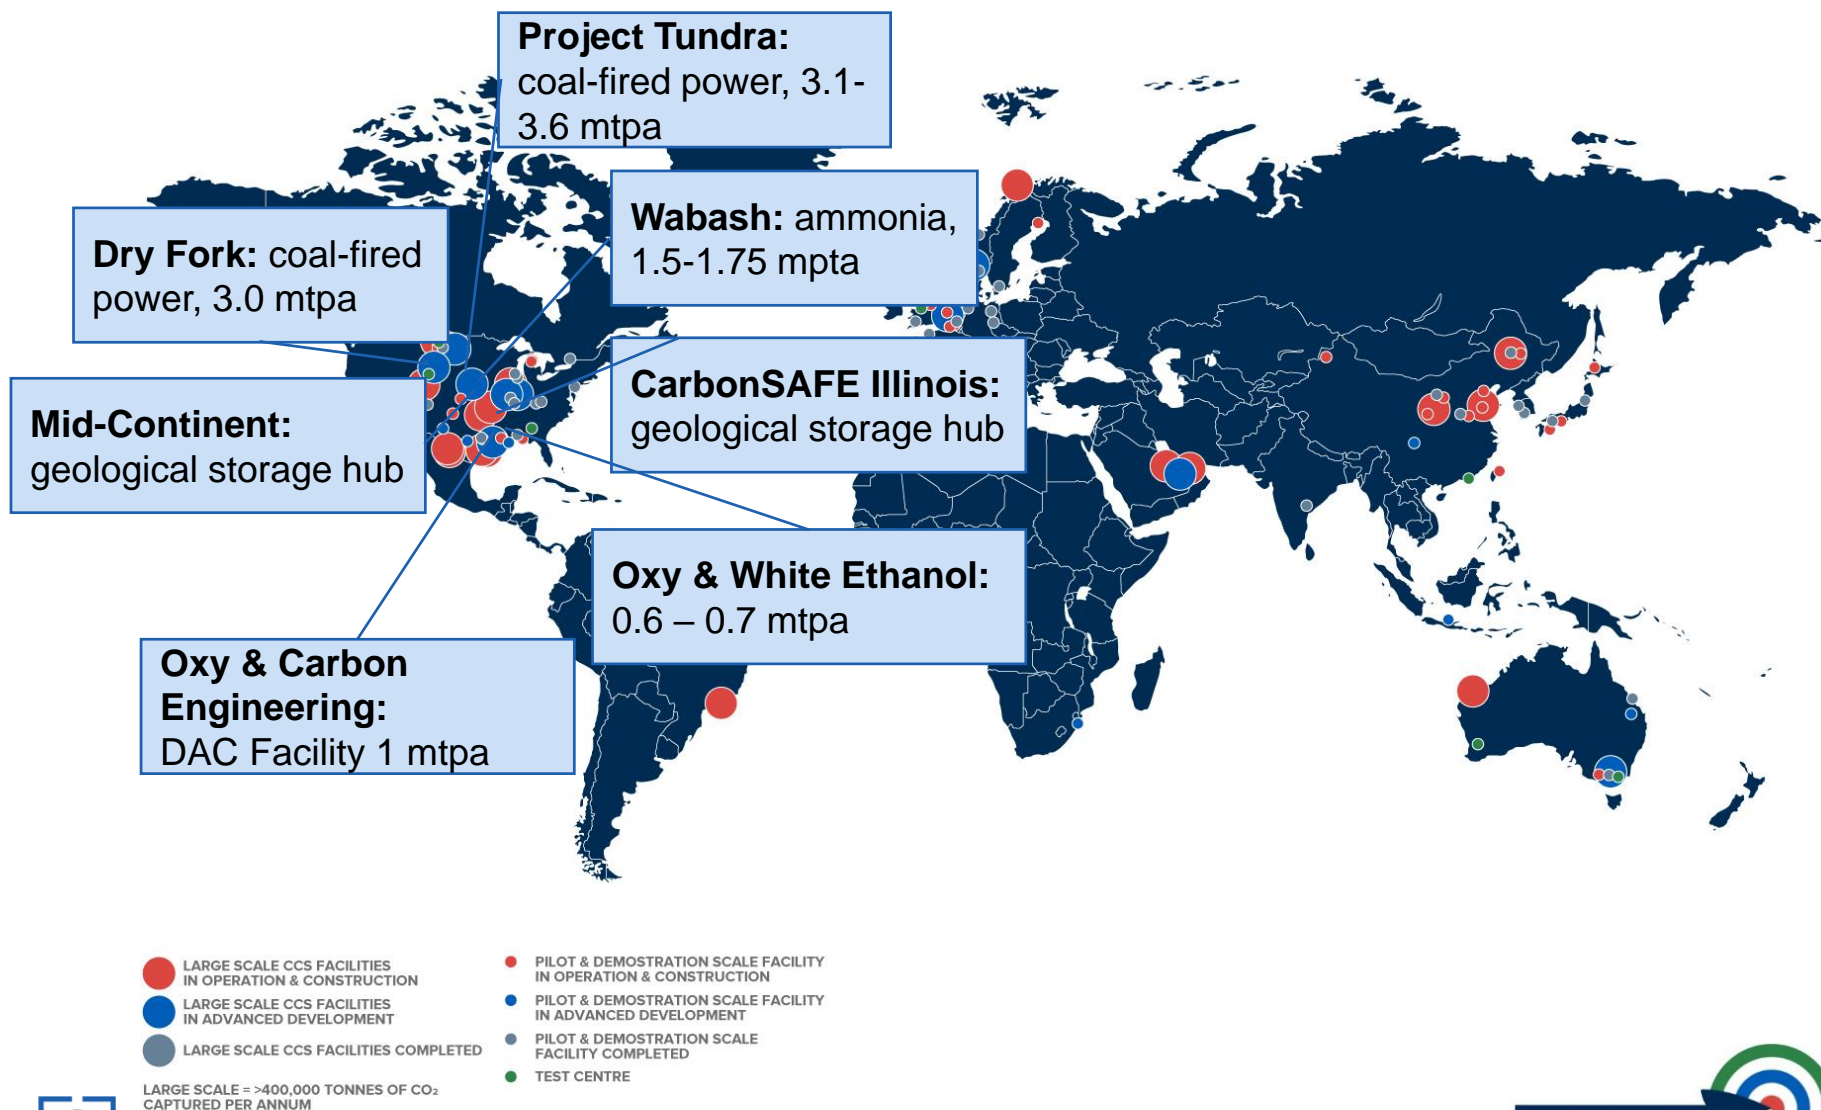 Project Tundra:
coal-fired power, 3.1-
3.6 mtpa
Wabash: ammonia,
1.5-1.75 mpta
Dry Fork: coal-fired
power, 3.0 mtpa
CarbonSAFE Illinois:
geological storage hub
Mid-Continent:
geological storage hub
Oxy & White Ethanol:
0.6 – 0.7 mtpa
Oxy & Carbon
Engineering:
DAC Facility 1 mtpa
LARGE SCALE CCS FACILITIES
IN OPERATION & CONSTRUCTION
LARGE SCALE CCS FACILITIES
IN ADVANCED DEVELOPMENT
LARGE SCALE CCS FACILITIES COMPLETED
LARGE SCALE = >400,000 TONNES OF CO₂
CAPTURED PER ANNUM
PILOT & DEMOSTRATION SCALE FACILITY
IN OPERATION & CONSTRUCTION
PILOT & DEMOSTRATION SCALE FACILITY
IN ADVANCED DEVELOPMENT
PILOT & DEMOSTRATION SCALE
FACILITY COMPLETED
TEST CENTRE